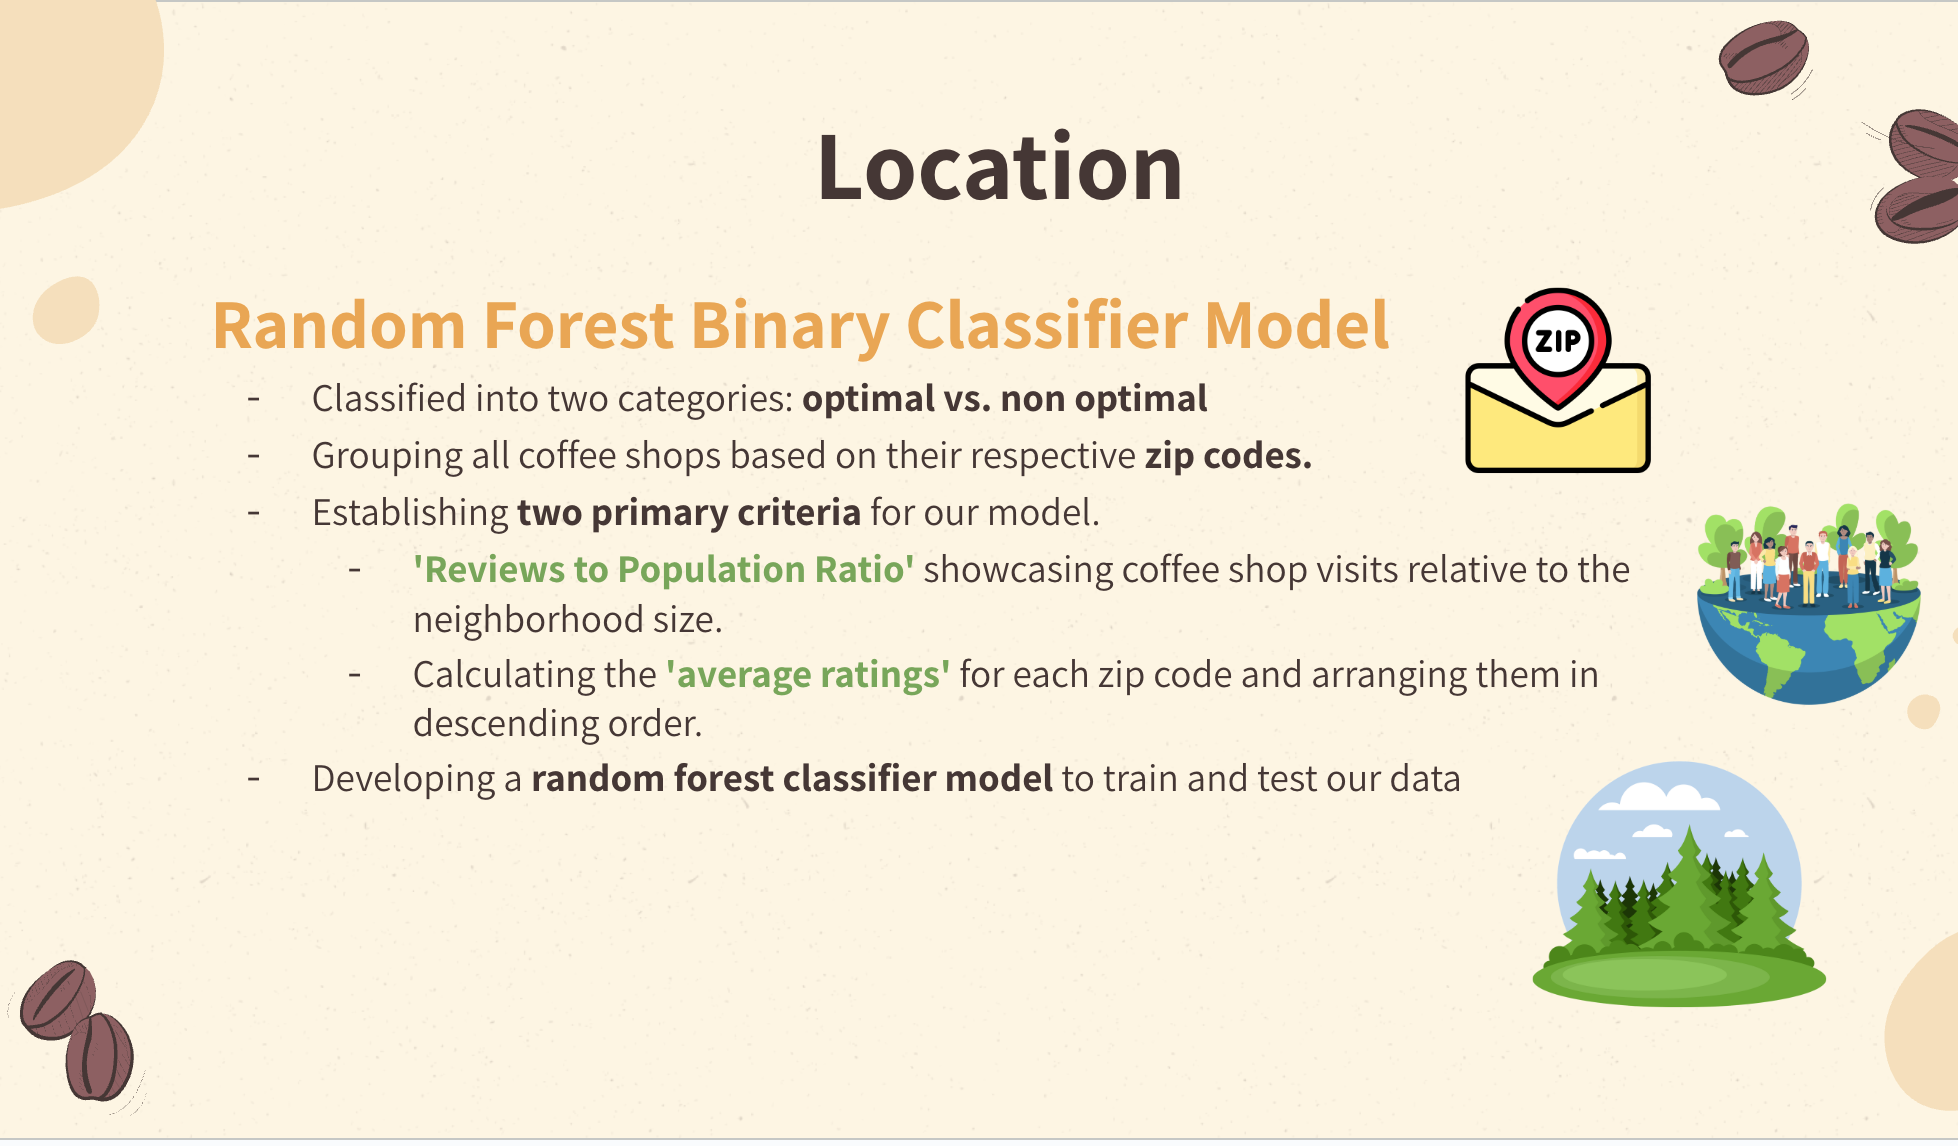 Location
Random Forest Binary Classifier Model
- Classified into two categories: optimal vs. non optimal
- Grouping all coffee shops based on their respective zip codes.
- Establishing two primary criteria for our model.
- 'Reviews to Population Ratio' showcasing coffee shop visits relative to the
neighborhood size.
- Calculating the 'average ratings' for each zip code and arranging them in
descending order.
- Developing a random forest classifier model to train and test our data
ZIP